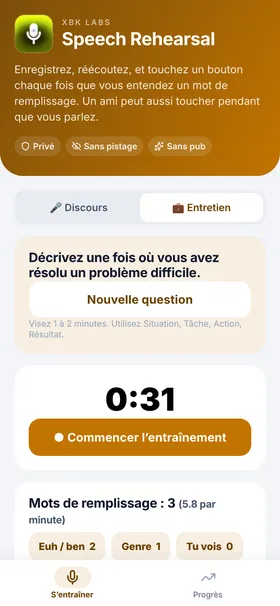 XBK LABS
Speech Rehearsal
Enregistrez, réécoutez, et touchez un bouton
chaque fois que vous entendez un mot de
remplissage. Un ami peut aussi toucher pendant
que vous parlez.
Privé
Sans pistage
Sans pub
🎤 Discours
💼 Entretien
Décrivez une fois où vous avez
résolu un problème difficile.
Nouvelle question
Visez 1 à 2 minutes. Utilisez Situation, Tâche, Action,
Résultat.
0:31
● Commencer l’entraînement
Mots de remplissage : 3 (5.8 par
minute)
Euh / ben 2
Genre 1
Tu vois 0
S’entraîner
Progrès